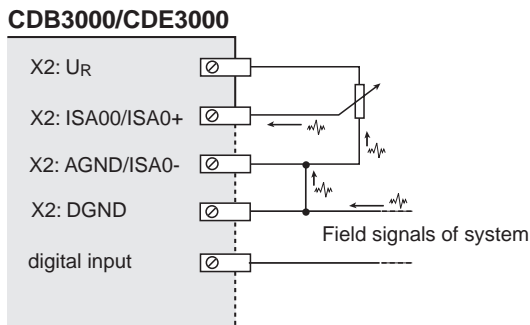 CDB3000/CDE3000
X2: UR
X2: ISA00/ISA0+
X2: AGND/ISA0-
X2: DGND
Field signals of system
digital input